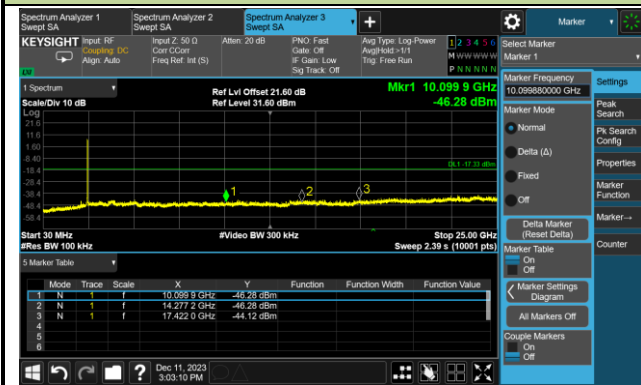 Spectrum Analyzer 1
Swept SA
Spectrum Analyzer 2
Swept SA
Spectrum Analyzer 3
Swept SA
Marker
KEYSIGHT
Input: RF
Coupling: DC
Align: Auto
Input Z: 50 Ω
Corr CCorr
Freq Ref: Int (S)
Atten: 20 dB
PNO: Fast
Gate: Off
IF Gain: Low
Sig Track: Off
Avg Type: Log-Power
Avg|Hold:>1/1
Trig: Free Run
1 2 3 4 5 6
M W W W W W
P N N N N N
LV
Select Marker
Marker 1
1 Spectrum
Scale/Div 10 dB
Ref Lvl Offset 21.60 dB
Ref Level 31.60 dBm
Mkr1 10.099 9 GHz
-46.28 dBm
Log
21.6
11.6
1.60
-8.40
-18.4
-28.4
-38.4
-48.4
-58.4
DL1 -17.33 dBm
1
2
3
Start 30 MHz
#Res BW 100 kHz
#Video BW 300 kHz
Stop 25.00 GHz
Sweep 2.39 s (10001 pts)
5 Marker Table
Mode Trace Scale X Y Function Function Width Function Value
1 N 1 f 10.099 9 GHz -46.28 dBm
2 N 1 f 14.277 2 GHz -46.28 dBm
3 N 1 f 17.422 0 GHz -44.12 dBm
4
5
6
Marker Frequency
10.099880000 GHz
Marker Mode
Normal
Delta (Δ)
Fixed
Off
Delta Marker
(Reset Delta)
Marker Table
On
Off
Marker Settings
Diagram
All Markers Off
Couple Markers
On
Off
Settings
Peak
Search
Pk Search
Config
Properties
Marker
Function
Marker→
Counter
?
Dec 11, 2023
3:03:10 PM